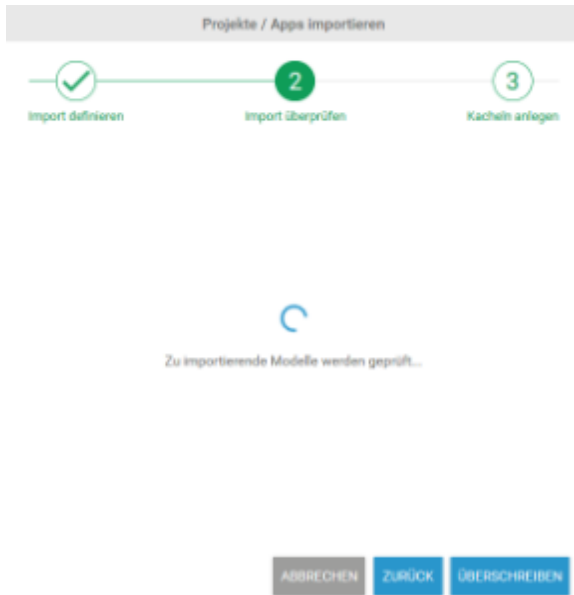 Projekte / Apps importieren
2
3
Import definieren
Import überprüfen
Kacheln anlegen
Zu importierende Modelle werden geprüft...
ABBRECHEN
ZURÜCK
ÜBERSCHREIBEN